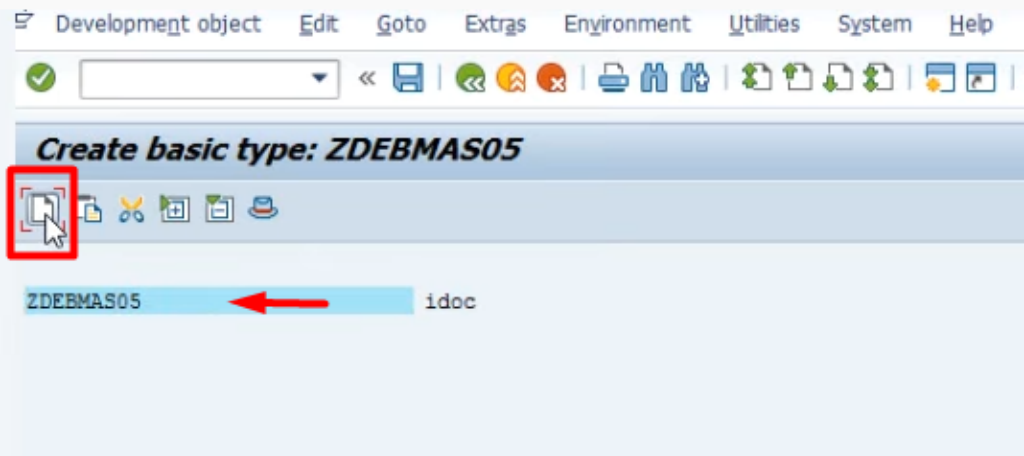 Development object Edit Goto Extras Environment Utilities System Help
Create basic type: ZDEBMAS05
ZDEBMAS05 idoc